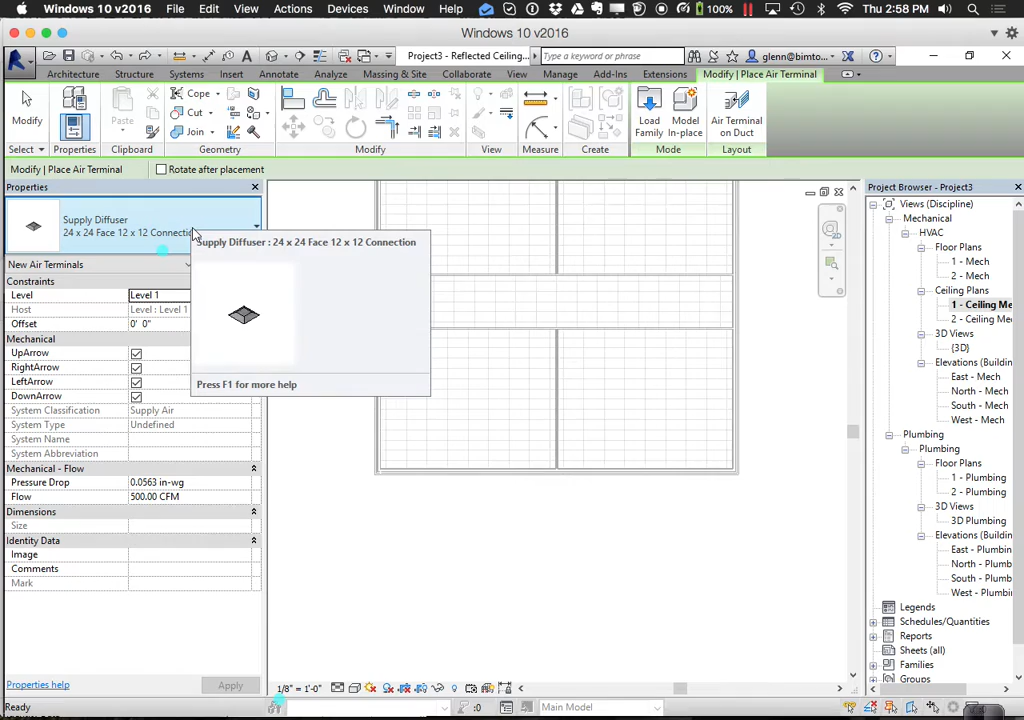 Windows 10 v2016 File Edit View Actions Devices Window Help 100% Thu 2:58 PM
Windows 10 v2016
Project3 - Reflected Ceiling... Type a keyword or phrase glenn@bimto...
Architecture Structure Systems Insert Annotate Analyze Massing & Site Collaborate View Manage Add-Ins Extensions Modify | Place Air Terminal
Modify Paste Cope Cut Join Load Family Model In-place Air Terminal on Duct
Select Properties Clipboard Geometry Modify View Measure Create Mode Layout
Modify | Place Air Terminal Rotate after placement
Properties
Supply Diffuser
24 x 24 Face 12 x 12 Connectio
Supply Diffuser : 24 x 24 Face 12 x 12 Connection
Press F1 for more help
New Air Terminals
Constraints
Level Level 1
Host Level : Level 1
Offset 0' 0"
Mechanical
UpArrow
RightArrow
LeftArrow
DownArrow
System Classification Supply Air
System Type Undefined
System Name
System Abbreviation
Mechanical - Flow
Pressure Drop 0.0563 in-wg
Flow 500.00 CFM
Dimensions
Size
Identity Data
Image
Comments
Mark
Properties help Apply
1/8" = 1'-0"
Ready :0 Main Model
Project Browser - Project3
Views (Discipline)
Mechanical
HVAC
Floor Plans
1 - Mech
2 - Mech
Ceiling Plans
1 - Ceiling Me
2 - Ceiling Me
3D Views
{3D}
Elevations (Buildin
East - Mech
North - Mech
South - Mech
West - Mech
Plumbing
Plumbing
Floor Plans
1 - Plumbing
2 - Plumbing
3D Views
3D Plumbing
Elevations (Buildin
East - Plumbin
North - Plumb
South - Plumb
West - Plumbi
Legends
Schedules/Quantities
Reports
Sheets (all)
Families
Groups